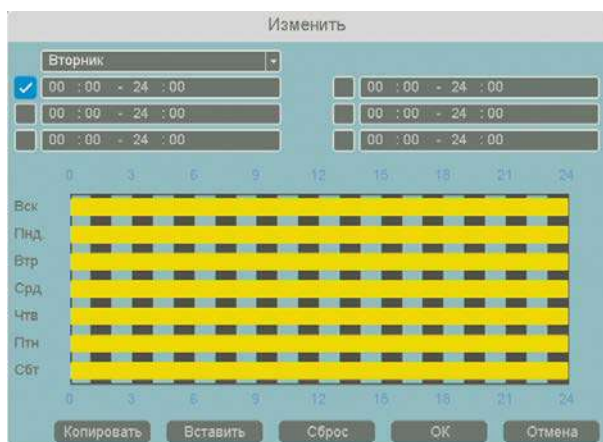 Изменить
Вторник
00 : 00 - 24 : 00 00 : 00 - 24 : 00
00 : 00 - 24 : 00 00 : 00 - 24 : 00
00 : 00 - 24 : 00 00 : 00 - 24 : 00
0 3 6 9 12 15 18 21 24
Вск
Пнд.
Втр
Срд
Чтв
Птн
Сбт
0 3 6 9 12 15 18 21 24
Копировать Вставить Сброс ОК Отмена